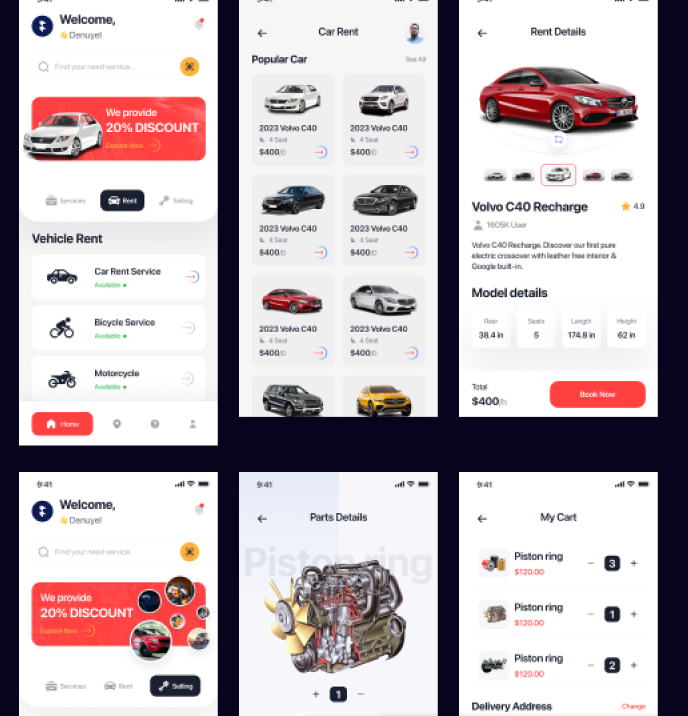 Welcome,
👋 Denuyel
Find your need service...
We provide
20% DISCOUNT
Explore Now
Services
Rent
Selling
Vehicle Rent
Car Rent Service
Available
Bicycle Service
Available
Motorcycle
Available
Home
Car Rent
Popular Car
See All
2023 Volvo C40
4 Seat
$400/D
2023 Volvo C40
4 Seat
$400/D
2023 Volvo C40
4 Seat
$400/D
2023 Volvo C40
4 Seat
$400/D
2023 Volvo C40
4 Seat
$400/D
2023 Volvo C40
4 Seat
$400/D
Rent Details
Volvo C40 Recharge
4.9
1605K User
Volvo C40 Recharge. Discover our first pure
electric crossover with leather free interior &
Google built-in.
Model details
Rear
38.4 in
Seats
5
Length
174.8 in
Height
62 in
Total
$400/h
Book Now
9:41
Welcome,
👋 Denuyel
Find your need service...
We provide
20% DISCOUNT
Explore Now
Services
Rent
Selling
9:41
Parts Details
Piston ring
+ 1 −
9:41
My Cart
Piston ring
$120.00
− 3 +
Piston ring
$120.00
− 1 +
Piston ring
$120.00
− 2 +
Delivery Address
Change